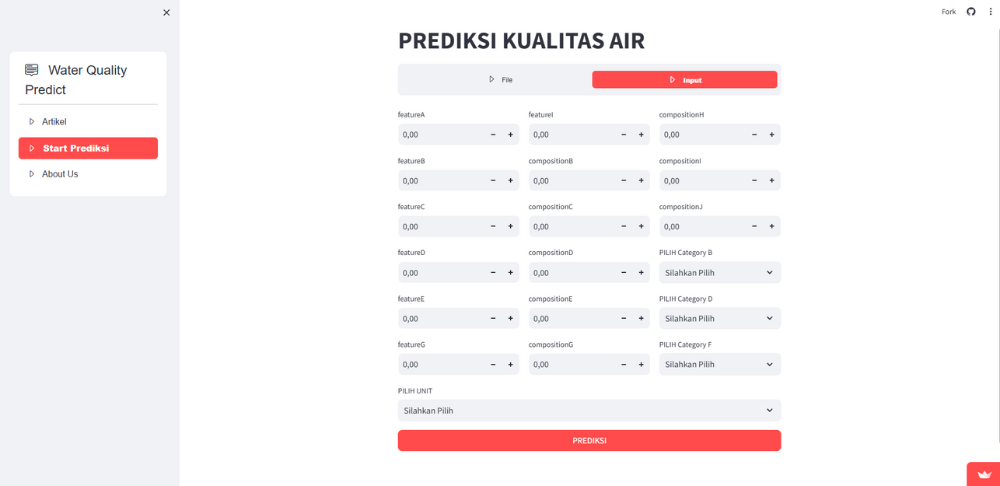 Fork
Water Quality
Predict
Artikel
Start Prediksi
About Us
PREDIKSI KUALITAS AIR
File
Input
featureA
featureI
compositionH
0,00
0,00
0,00
featureB
compositionB
compositionI
0,00
0,00
0,00
featureC
compositionC
compositionJ
0,00
0,00
0,00
featureD
compositionD
PILIH Category B
0,00
0,00
Silahkan Pilih
featureE
compositionE
PILIH Category D
0,00
0,00
Silahkan Pilih
featureG
compositionG
PILIH Category F
0,00
0,00
Silahkan Pilih
PILIH UNIT
Silahkan Pilih
PREDIKSI